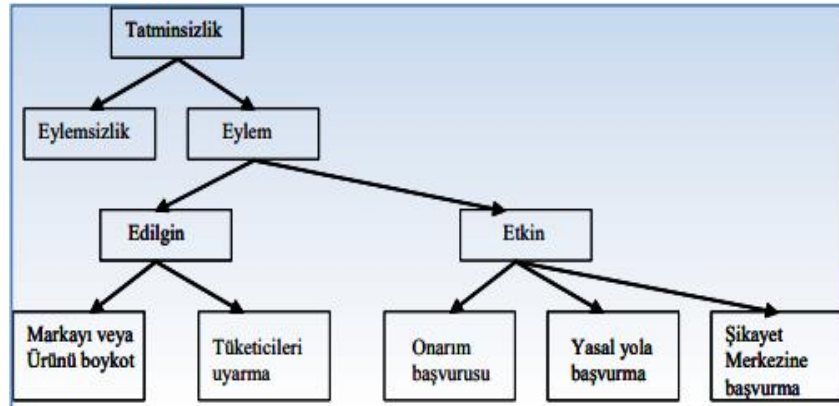 Tatminsizlik
Eylemsizlik
Eylem
Edilgin
Etkin
Markayı veya
Ürünü boykot
Tüketicileri
uyarma
Onarım
başvurusu
Yasal yola
başvurma
Şikayet
Merkezine
başvurma